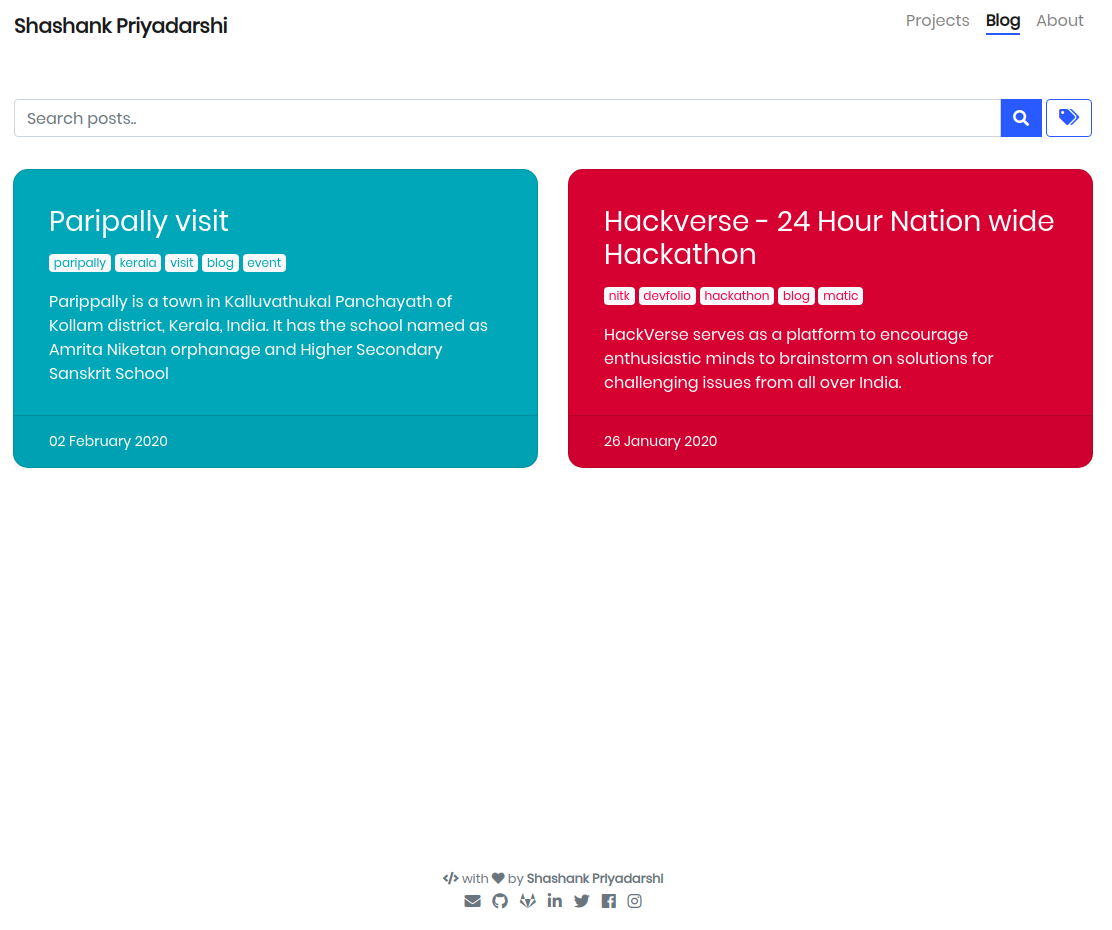 Shashank Priyadarshi
Projects Blog About
Search posts..
Paripally visit
paripally kerala visit blog event
Parippally is a town in Kalluvathukal Panchayath of
Kollam district, Kerala, India. It has the school named as
Amrita Niketan orphanage and Higher Secondary
Sanskrit School
02 February 2020
Hackverse - 24 Hour Nation wide
Hackathon
nitk devfolio hackathon blog matic
HackVerse serves as a platform to encourage
enthusiastic minds to brainstorm on solutions for
challenging issues from all over India.
26 January 2020
with by Shashank Priyadarshi